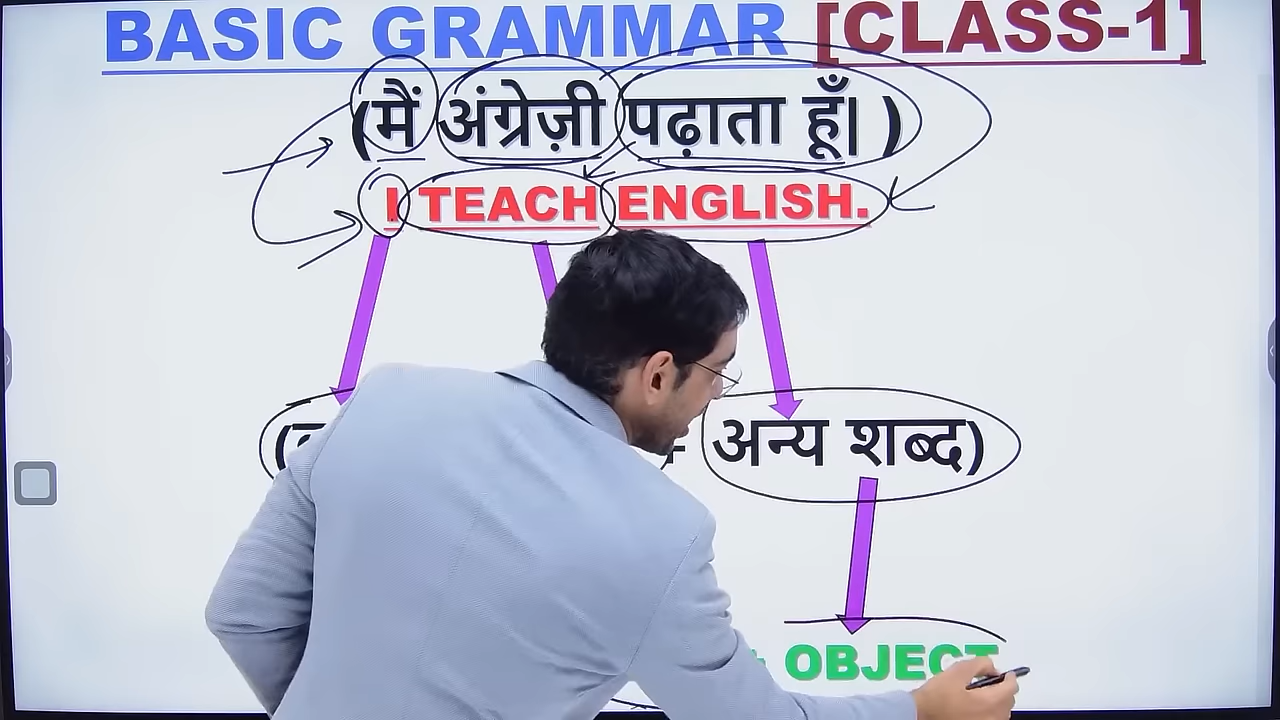 BASIC GRAMMAR [CLASS-1]
(मैं अंग्रेज़ी पढ़ाता हूँ। )
I TEACH ENGLISH.
( + अन्य शब्द)
+ OBJECT